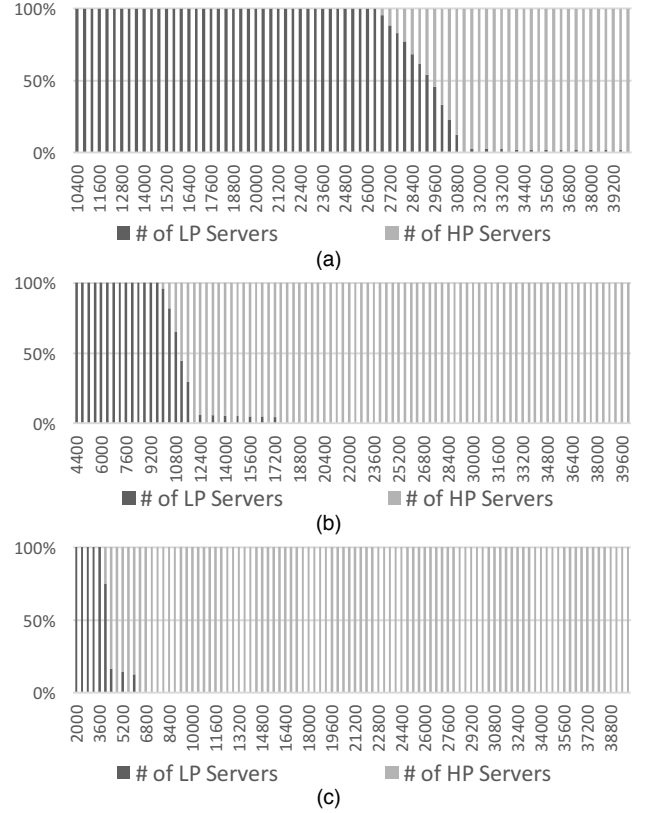 100%
50%
0%
10400 11600 12800 14000 15200 16400 17600 18800 20000 21200 22400 23600 24800 26000 27200 28400 29600 30800 32000 33200 34400 35600 36800 38000 39200
# of LP Servers # of HP Servers
(a)
100%
50%
0%
4400 6000 7600 9200 10800 12400 14000 15600 17200 18800 20400 22000 23600 25200 26800 28400 30000 31600 33200 34800 36400 38000 39600
# of LP Servers # of HP Servers
(b)
100%
50%
0%
2000 3600 5200 6800 8400 10000 11600 13200 14800 16400 18000 19600 21200 22800 24400 26000 27600 29200 30800 32400 34000 35600 37200 38800
# of LP Servers # of HP Servers
(c)